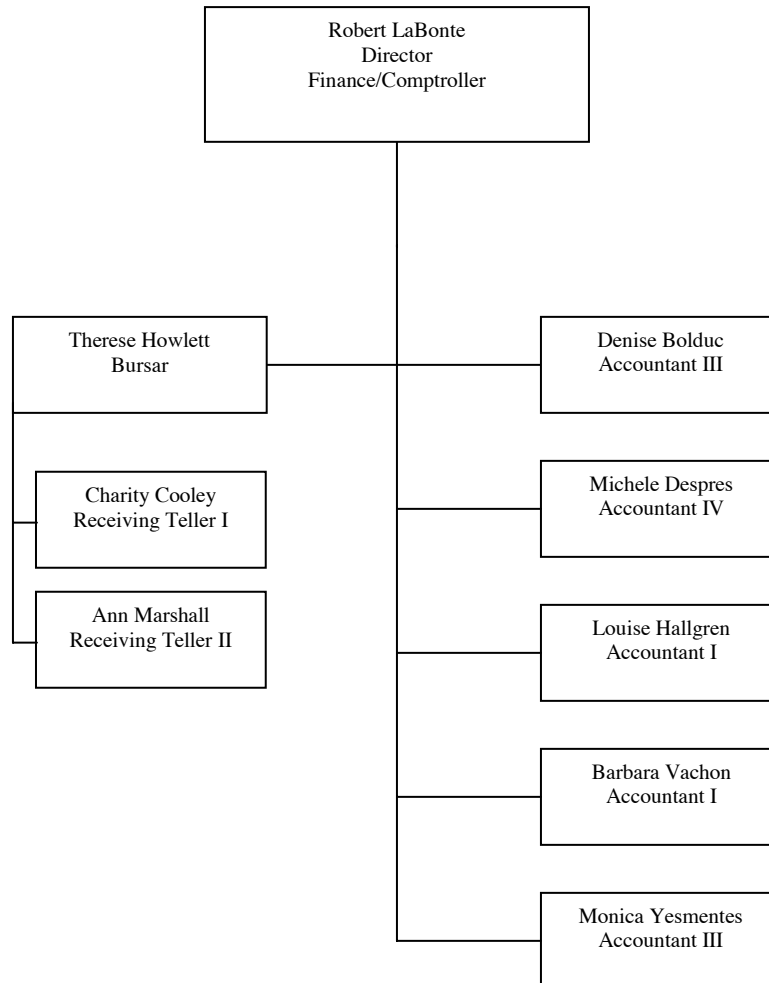 Robert LaBonte
Director
Finance/Comptroller
Therese Howlett
Bursar
Charity Cooley
Receiving Teller I
Ann Marshall
Receiving Teller II
Denise Bolduc
Accountant III
Michele Despres
Accountant IV
Louise Hallgren
Accountant I
Barbara Vachon
Accountant I
Monica Yesmentes
Accountant III